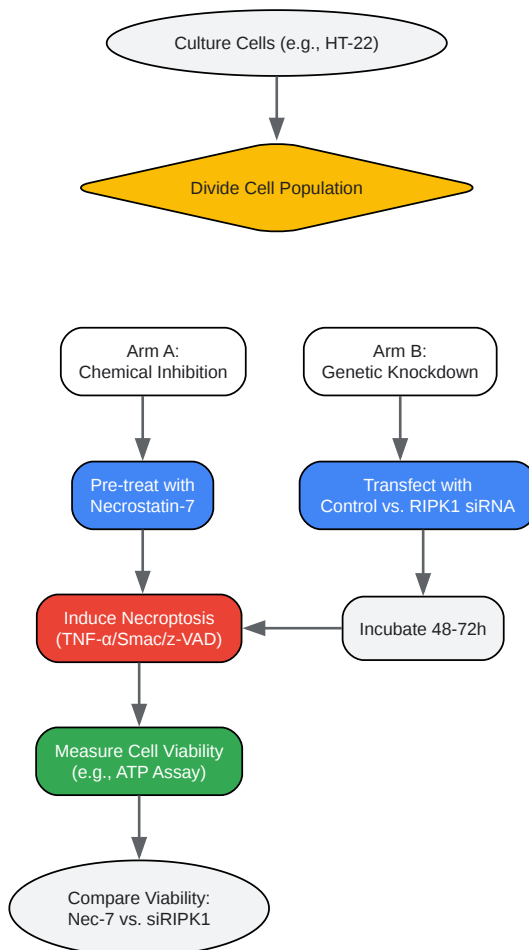 Culture Cells (e.g., HT-22)
Divide Cell Population
Arm A:
Chemical Inhibition
Arm B:
Genetic Knockdown
Pre-treat with
Necrostatin-7
Transfect with
Control vs. RIPK1 siRNA
Induce Necroptosis
(TNF-α/Smac/z-VAD)
Incubate 48-72h
Measure Cell Viability
(e.g., ATP Assay)
Compare Viability:
Nec-7 vs. siRIPK1